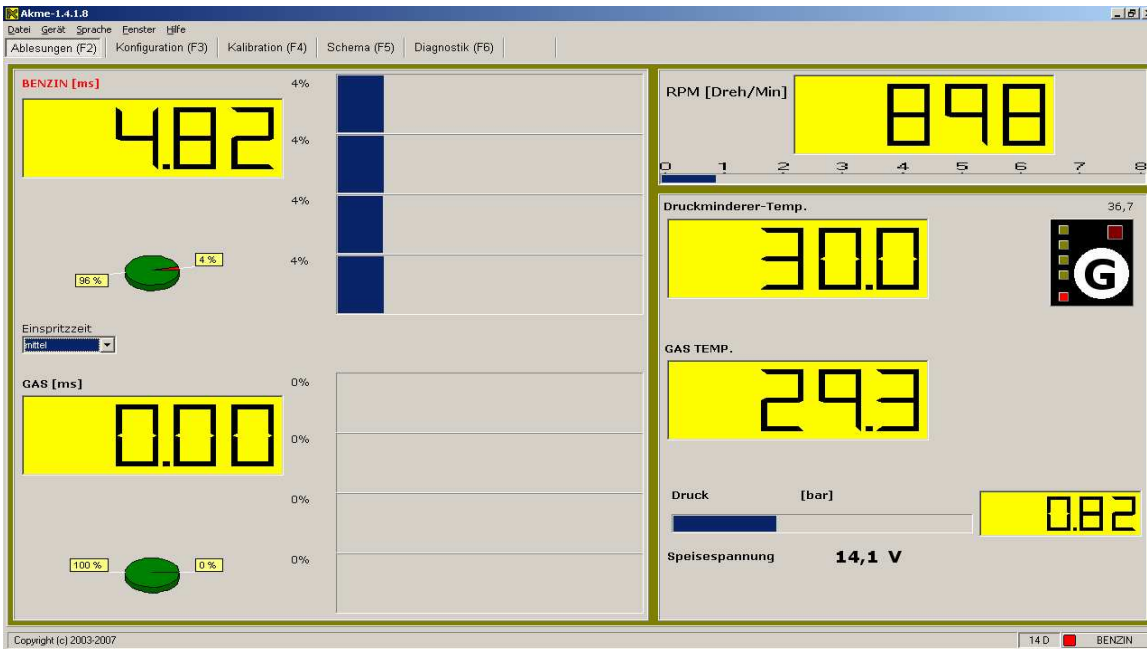 Akme-1.4.1.8
Datei Gerät Sprache Fenster Hilfe
Ablesungen (F2) Konfiguration (F3) Kalibration (F4) Schema (F5) Diagnostik (F6)
BENZIN [ms]
4.82
4%
4%
4%
4%
96 %
4 %
Einspritzzeit
mittel
GAS [ms]
0.00
0%
0%
0%
0%
100 %
0 %
RPM [Dreh/Min]
898
0 1 2 3 4 5 6 7 8
Druckminderer-Temp.
36,7
30.0
G
GAS TEMP.
29.3
Druck [bar]
0.82
Speisespannung 14,1 V
Copyright (c) 2003-2007
14 D BENZIN